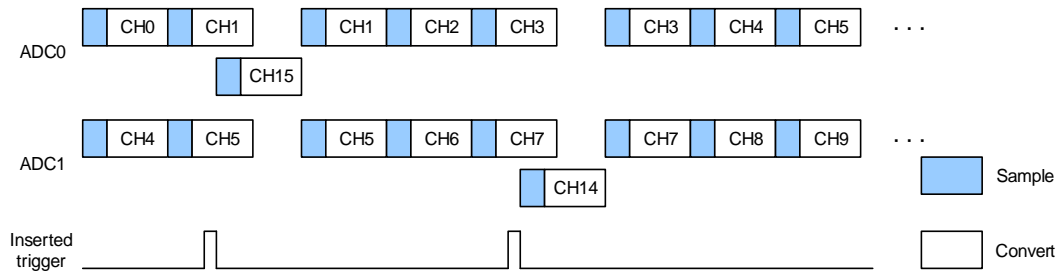 ADC0
CH0 CH1 CH1 CH2 CH3 CH3 CH4 CH5 . . .
CH15
ADC1
CH4 CH5 CH5 CH6 CH7 CH7 CH8 CH9 . . .
CH14
Sample
Inserted
trigger
Convert